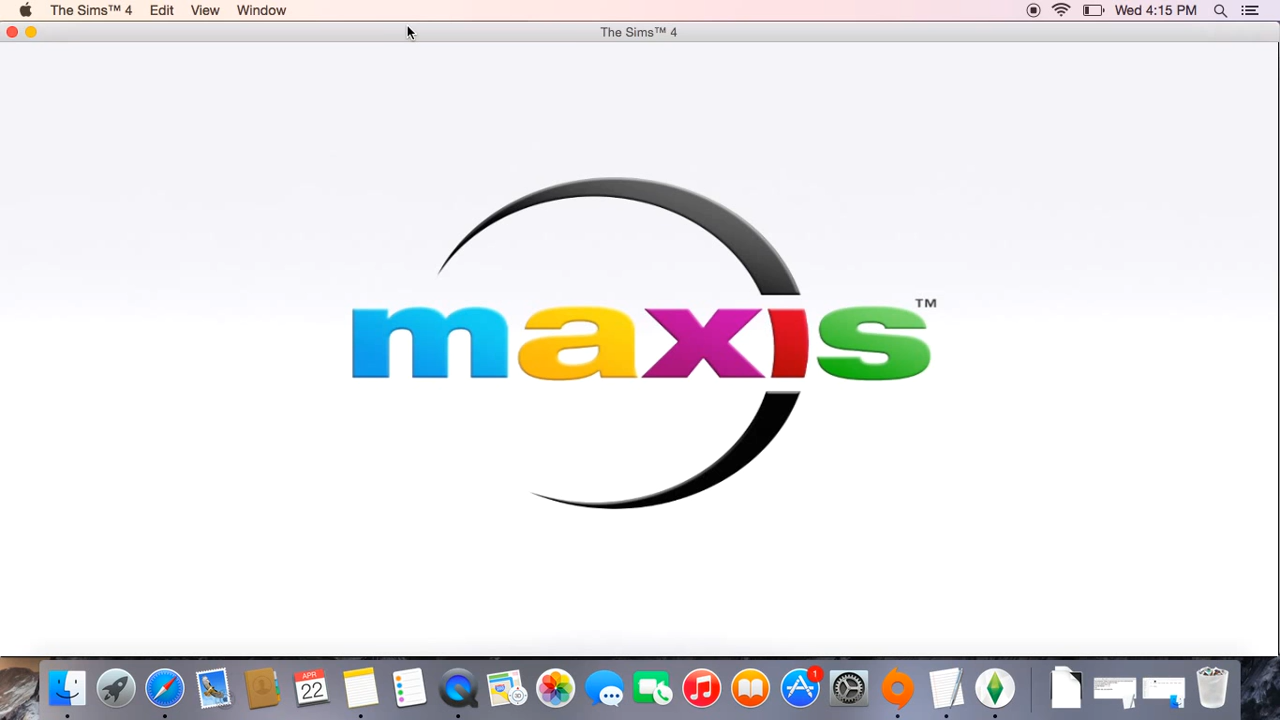 The Sims™ 4 Edit View Window Wed 4:15 PM
The Sims™ 4
maxis™
APR
22
1